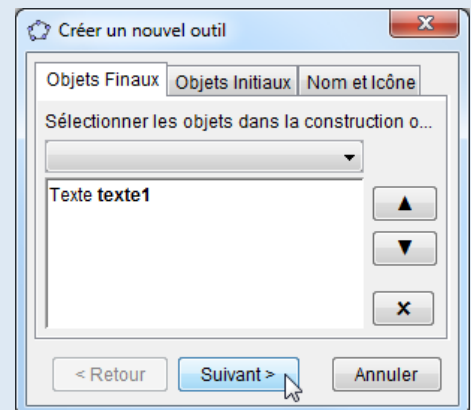 Créer un nouvel outil
Objets Finaux Objets Initiaux Nom et Icône
Sélectionner les objets dans la construction o...
Texte texte1
< Retour Suivant > Annuler